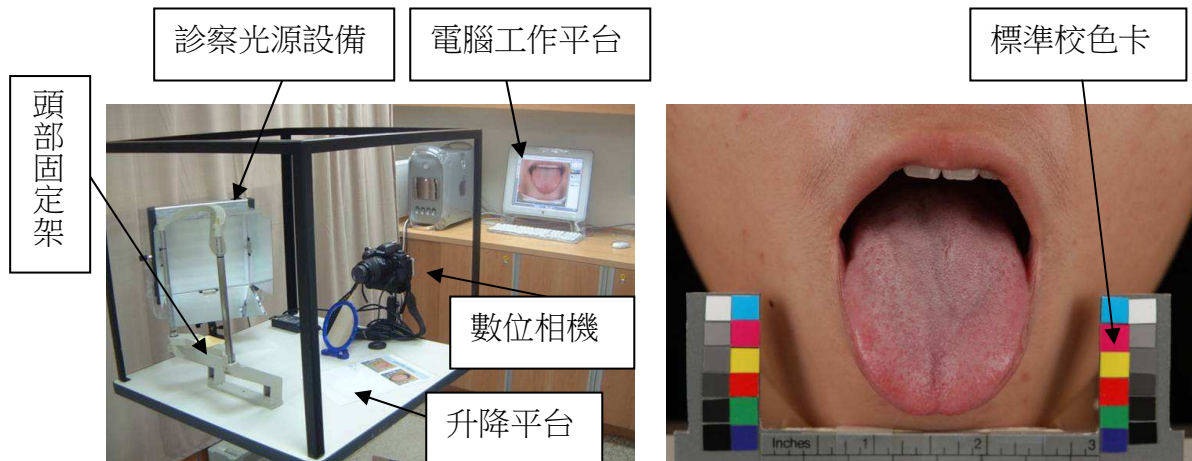 診察光源設備
電腦工作平台
標準校色卡
頭部固定架
數位相機
升降平台
Inches 1 2 3